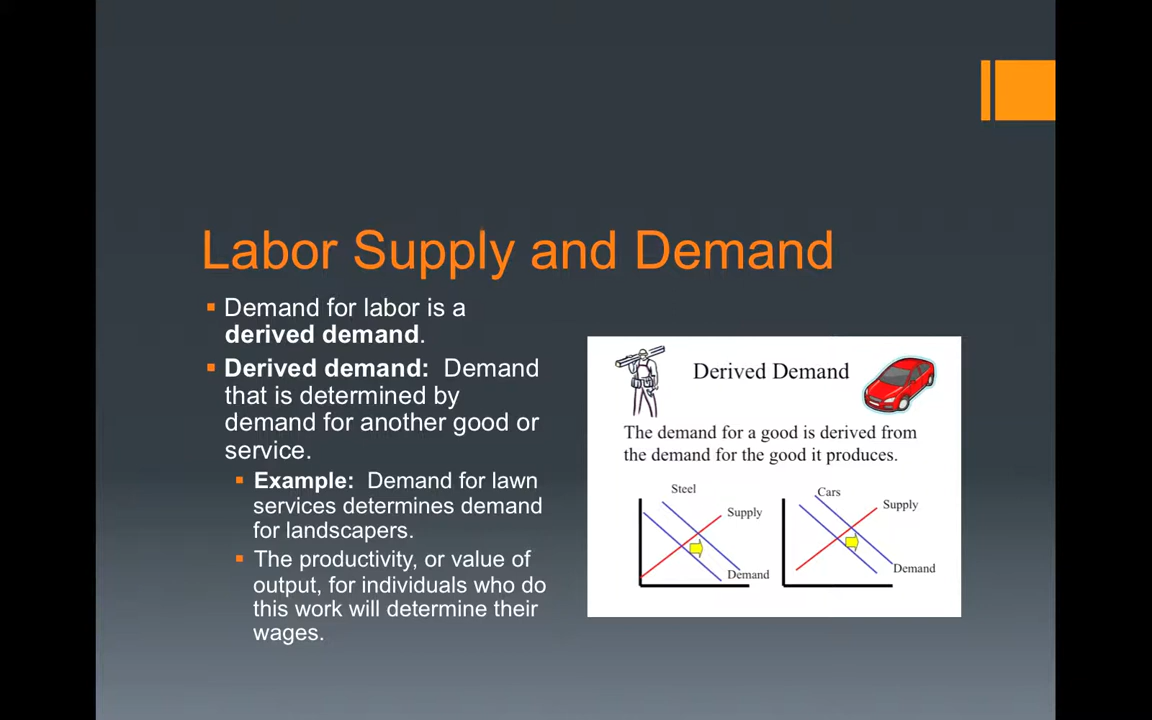 Labor Supply and Demand
Demand for labor is a
derived demand.
Derived demand:  Demand
that is determined by
demand for another good or
service.
Example:  Demand for lawn
services determines demand
for landscapers.
The productivity, or value of
output, for individuals who do
this work will determine their
wages.
Derived Demand
The demand for a good is derived from
the demand for the good it produces.
Steel
Supply
Demand
Cars
Supply
Demand